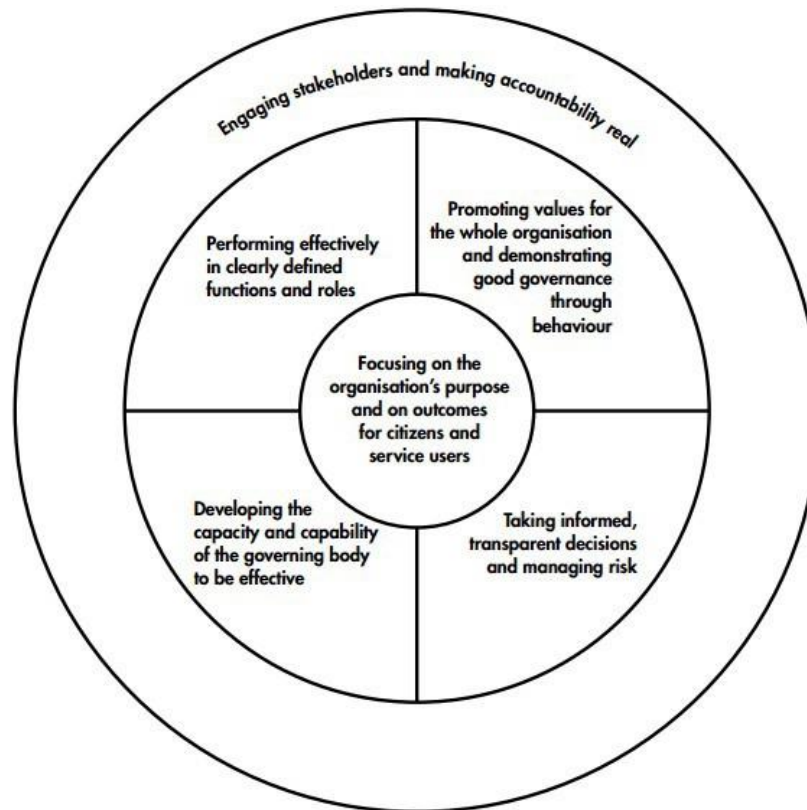 Engaging stakeholders and making accountability real
Performing effectively
in clearly defined
functions and roles
Promoting values for
the whole organisation
and demonstrating
good governance
through
behaviour
Focusing on the
organisation’s purpose
and on outcomes
for citizens and
service users
Developing the
capacity and capability
of the governing body
to be effective
Taking informed,
transparent decisions
and managing risk